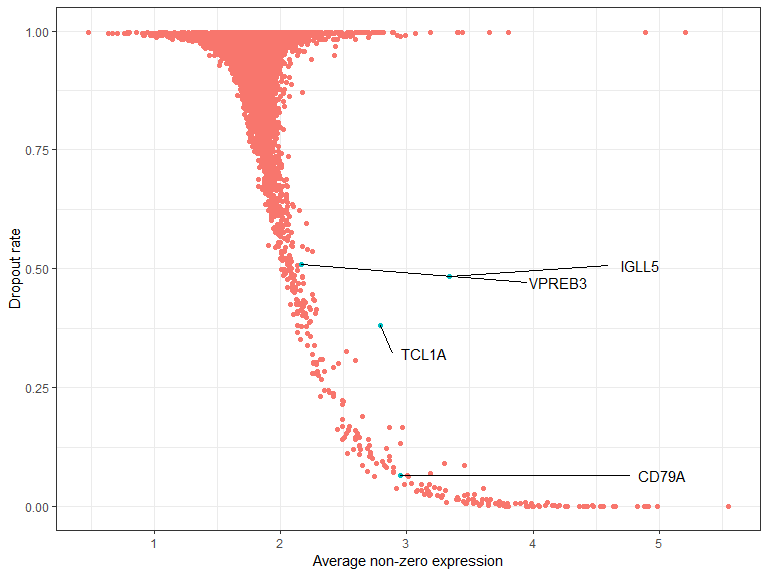 1.00
0.75
Dropout rate
0.50
IGLL5
VPREB3
TCL1A
0.25
CD79A
0.00
1 2 3 4 5
Average non-zero expression